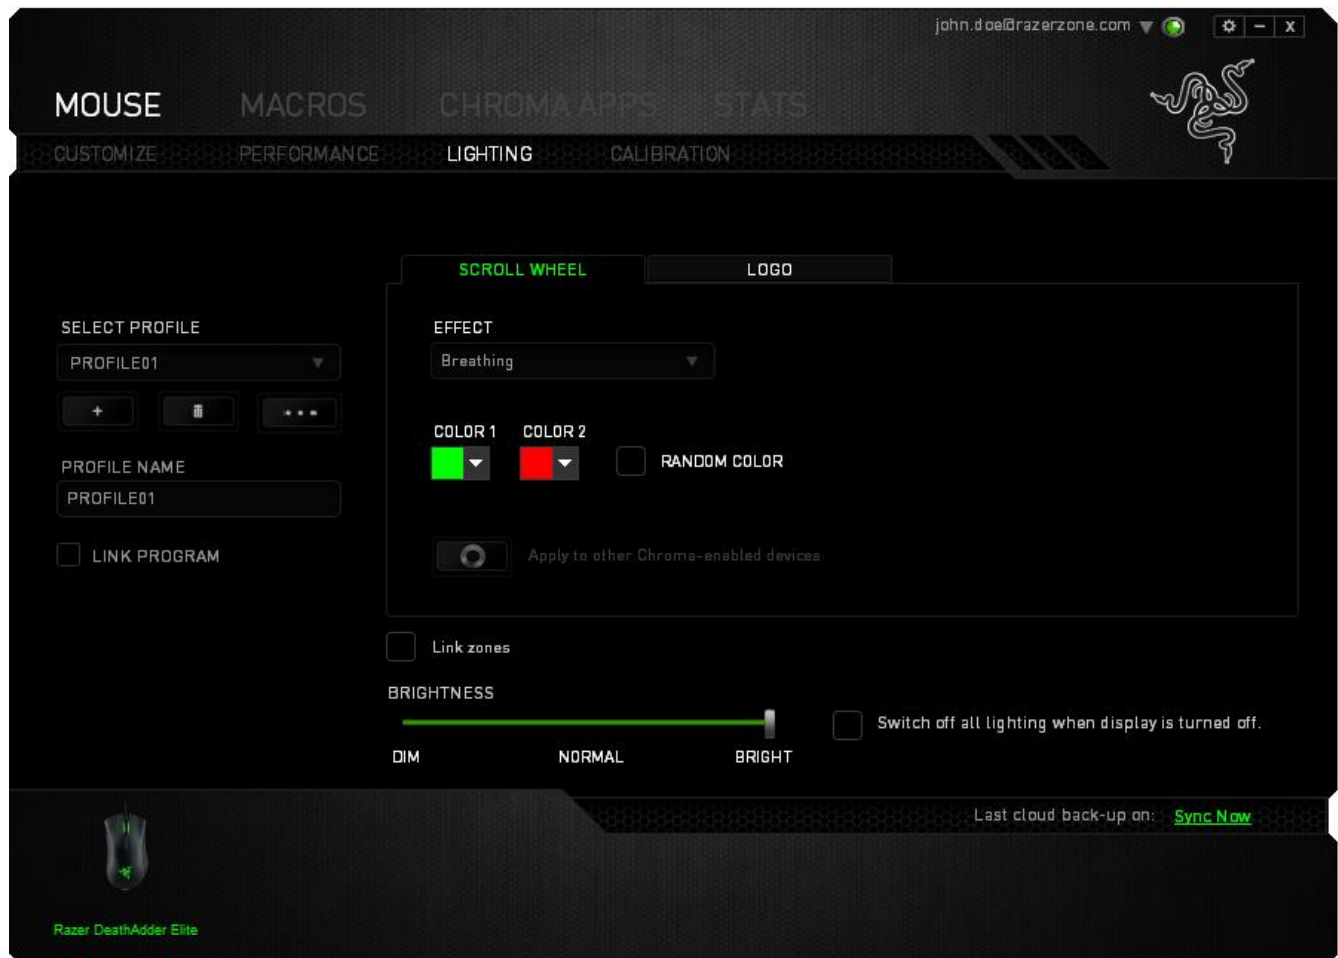 john.doe@razerzone.com
MOUSE MACROS CHROMA APPS STATS
CUSTOMIZE PERFORMANCE LIGHTING CALIBRATION
SCROLL WHEEL LOGO
SELECT PROFILE
PROFILE01
PROFILE NAME
PROFILE01
LINK PROGRAM
EFFECT
Breathing
COLOR 1 COLOR 2
RANDOM COLOR
Apply to other Chroma-enabled devices
Link zones
BRIGHTNESS
DIM NORMAL BRIGHT
Switch off all lighting when display is turned off.
Last cloud back-up on: Sync Now
Razer DeathAdder Elite